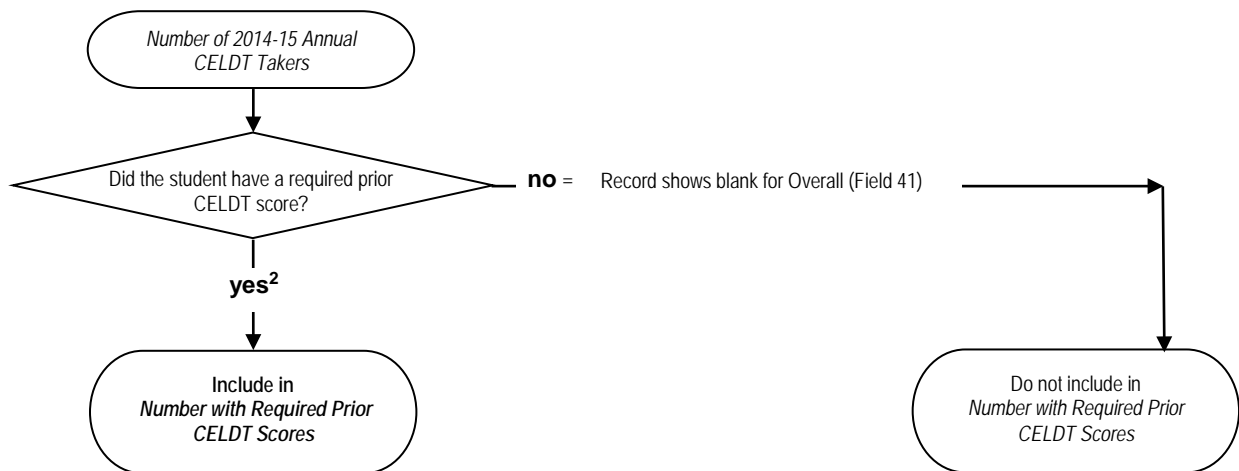 Number of 2014-15 Annual
CELDT Takers
Did the student have a required prior
CELDT score?
no = Record shows blank for Overall (Field 41)
yes²
Include in
Number with Required Prior
CELDT Scores
Do not include in
Number with Required Prior
CELDT Scores